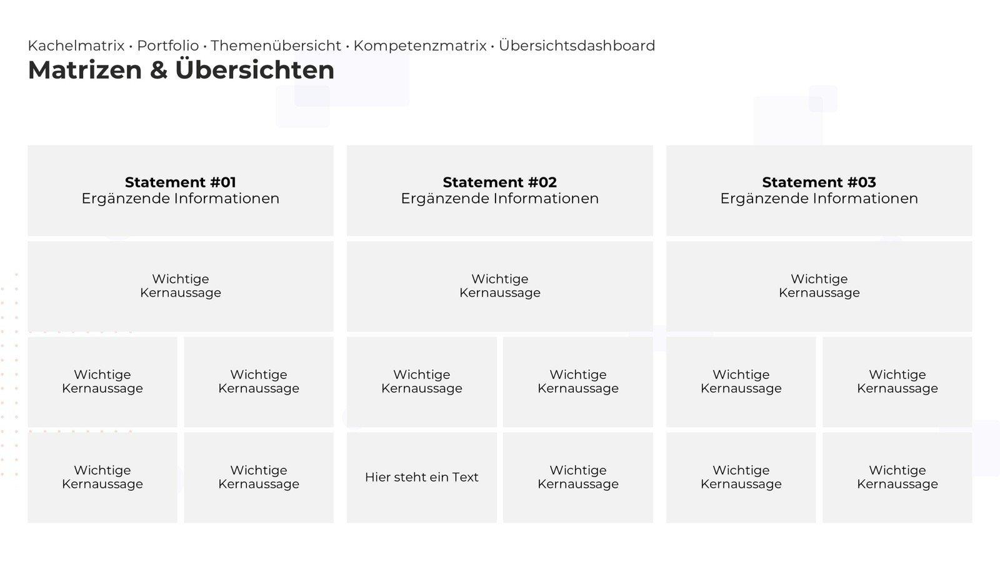 Kachelmatrix • Portfolio • Themenübersicht • Kompetenzmatrix • Übersichtsdashboard
Matrizen & Übersichten
Statement #01
Ergänzende Informationen
Statement #02
Ergänzende Informationen
Statement #03
Ergänzende Informationen
Wichtige
Kernaussage
Wichtige
Kernaussage
Wichtige
Kernaussage
Wichtige
Kernaussage
Wichtige
Kernaussage
Wichtige
Kernaussage
Wichtige
Kernaussage
Wichtige
Kernaussage
Wichtige
Kernaussage
Wichtige
Kernaussage
Wichtige
Kernaussage
Hier steht ein Text
Wichtige
Kernaussage
Wichtige
Kernaussage
Wichtige
Kernaussage